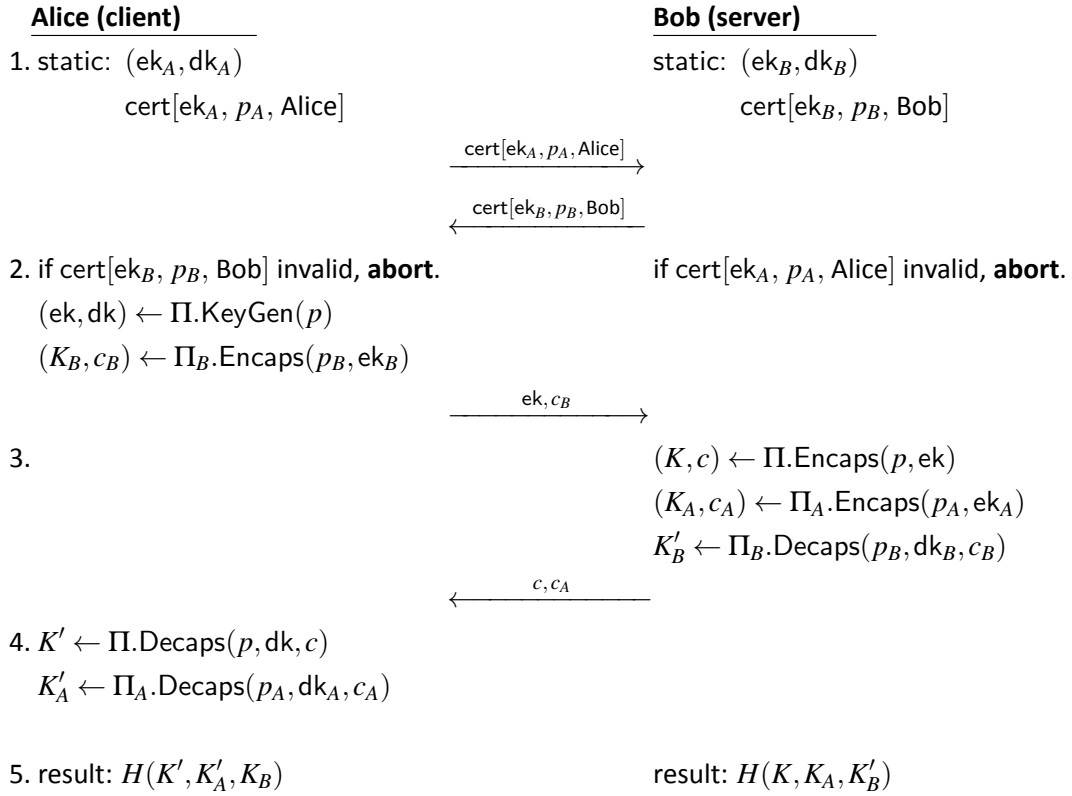 Alice (client) Bob (server)
1. static: (ek_A, dk_A) static: (ek_B, dk_B)
cert[ek_A, p_A, Alice] cert[ek_B, p_B, Bob]
cert[ek_A, p_A, Alice]
cert[ek_B, p_B, Bob]
2. if cert[ek_B, p_B, Bob] invalid, abort. if cert[ek_A, p_A, Alice] invalid, abort.
(ek, dk) ← Π.KeyGen(p)
(K_B, c_B) ← Π_B.Encaps(p_B, ek_B)
ek, c_B
3. (K, c) ← Π.Encaps(p, ek)
(K_A, c_A) ← Π_A.Encaps(p_A, ek_A)
K′_B ← Π_B.Decaps(p_B, dk_B, c_B)
c, c_A
4. K′ ← Π.Decaps(p, dk, c)
K′_A ← Π_A.Decaps(p_A, dk_A, c_A)
5. result: H(K′, K′_A, K_B) result: H(K, K_A, K′_B)